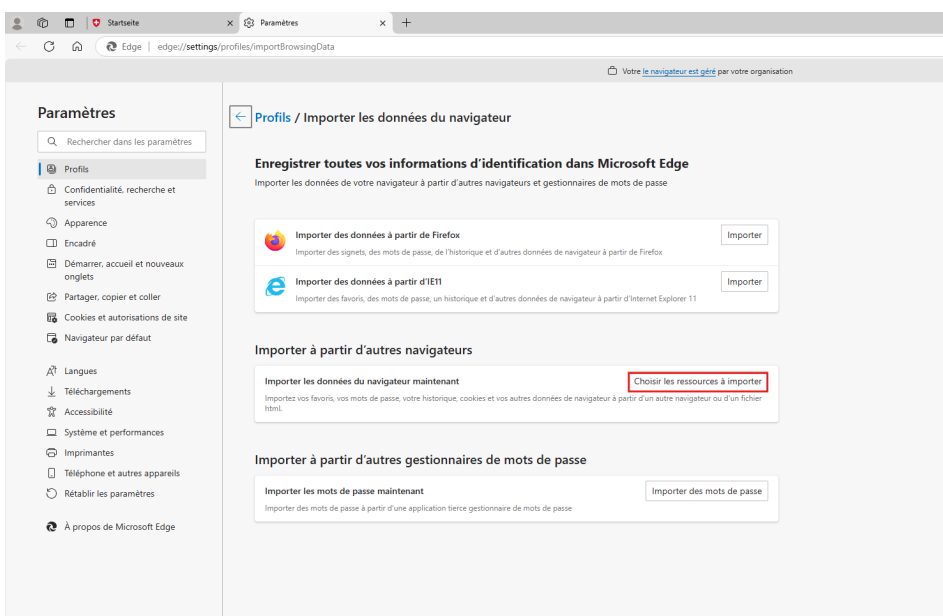 Startseite
Paramètres
Edge | edge://settings/profiles/importBrowsingData
Votre le navigateur est géré par votre organisation
Paramètres
Rechercher dans les paramètres
Profils
Confidentialité, recherche et
services
Apparence
Encadré
Démarrer, accueil et nouveaux
onglets
Partager, copier et coller
Cookies et autorisations de site
Navigateur par défaut
Langues
Téléchargements
Accessibilité
Système et performances
Imprimantes
Téléphone et autres appareils
Rétablir les paramètres
À propos de Microsoft Edge
Profils / Importer les données du navigateur
Enregistrer toutes vos informations d'identification dans Microsoft Edge
Importer les données de votre navigateur à partir d'autres navigateurs et gestionnaires de mots de passe
Importer des données à partir de Firefox
Importer
Importer des signets, des mots de passe, de l'historique et d'autres données de navigateur à partir de Firefox
Importer des données à partir d'IE11
Importer
Importer des favoris, des mots de passe, un historique et d'autres données de navigateur à partir d'Internet Explorer 11
Importer à partir d'autres navigateurs
Importer les données du navigateur maintenant
Choisir les ressources à importer
Importez vos favoris, vos mots de passe, votre historique, cookies et vos autres données de navigateur à partir d'un autre navigateur ou d'un fichier
html.
Importer à partir d'autres gestionnaires de mots de passe
Importer les mots de passe maintenant
Importer des mots de passe
Importer des mots de passe à partir d'une application tierce gestionnaire de mots de passe